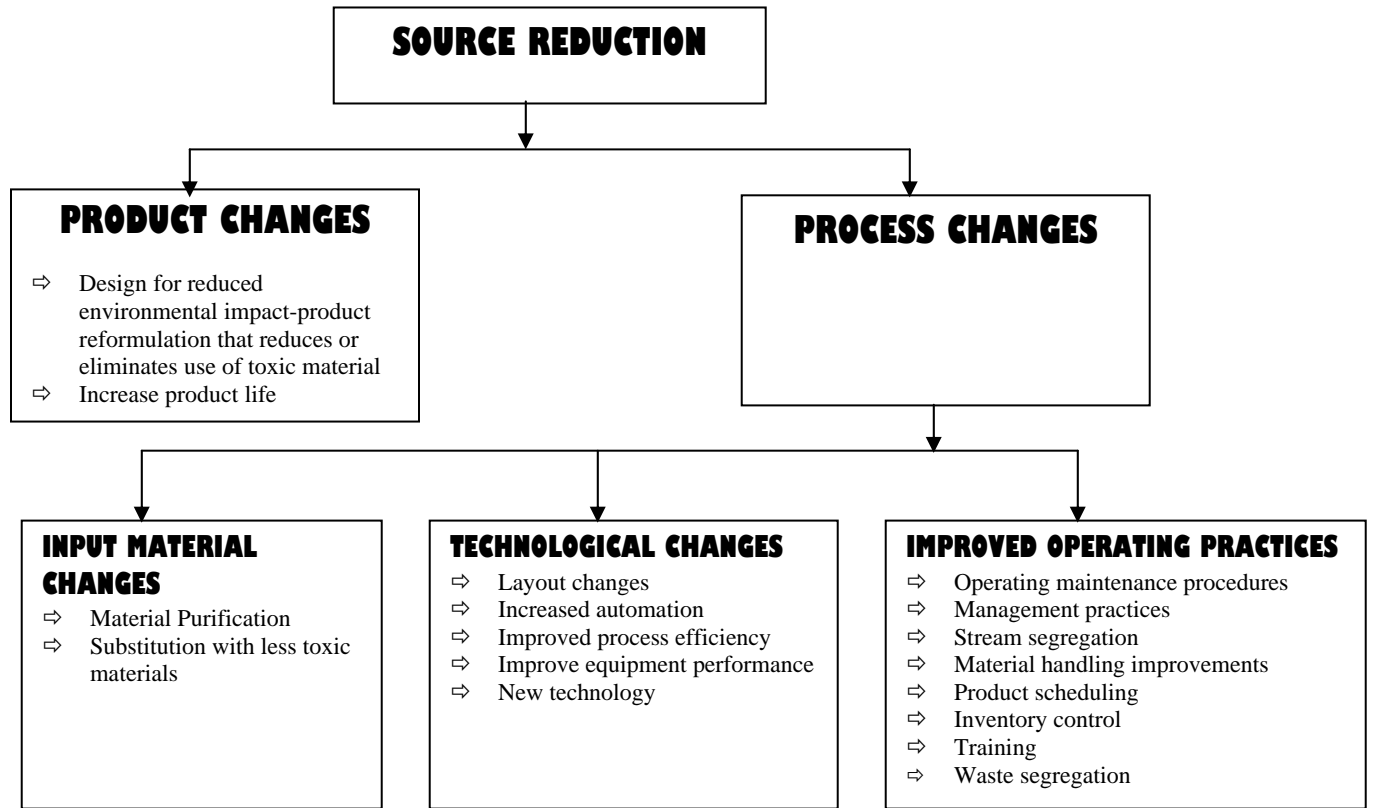 SOURCE REDUCTION
PRODUCT CHANGES
⇨ Design for reduced
environmental impact-product
reformulation that reduces or
eliminates use of toxic material
⇨ Increase product life
PROCESS CHANGES
INPUT MATERIAL
CHANGES
⇨ Material Purification
⇨ Substitution with less toxic
materials
TECHNOLOGICAL CHANGES
⇨ Layout changes
⇨ Increased automation
⇨ Improved process efficiency
⇨ Improve equipment performance
⇨ New technology
IMPROVED OPERATING PRACTICES
⇨ Operating maintenance procedures
⇨ Management practices
⇨ Stream segregation
⇨ Material handling improvements
⇨ Product scheduling
⇨ Inventory control
⇨ Training
⇨ Waste segregation